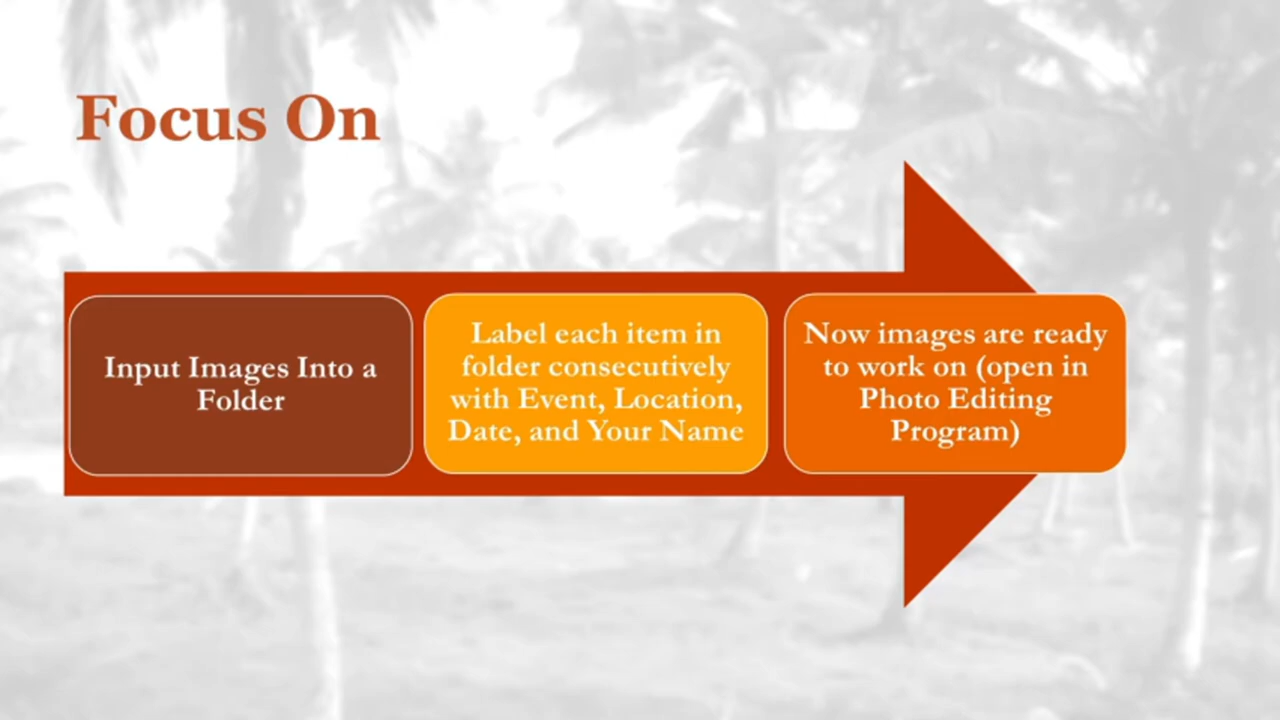 Focus On
Input Images Into a
Folder
Label each item in
folder consecutively
with Event, Location,
Date, and Your Name
Now images are ready
to work on (open in
Photo Editing
Program)